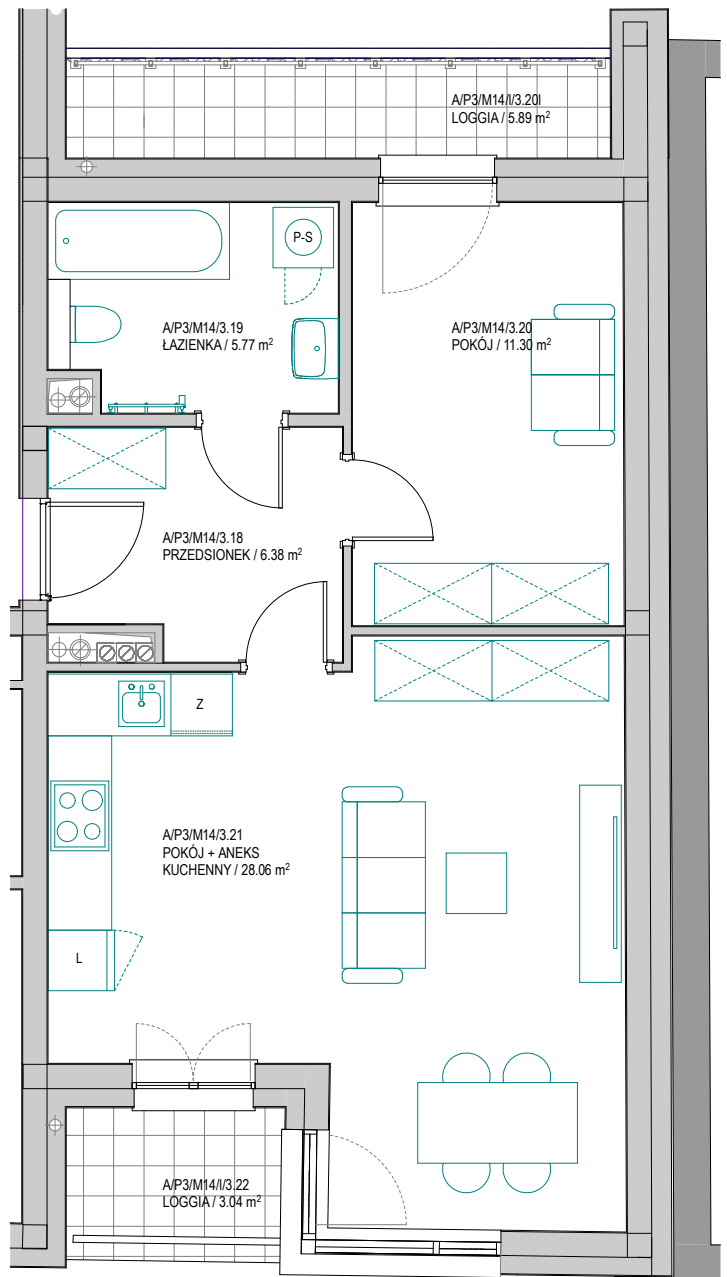 A/P3/M14/l/3.20l
LOGGIA / 5.89 m²
P-S
A/P3/M14/3.19
ŁAZIENKA / 5.77 m²
A/P3/M14/3.20
POKÓJ / 11.30 m²
A/P3/M14/3.18
PRZEDSIONEK / 6.38 m²
Z
A/P3/M14/3.21
POKÓJ + ANEKS
KUCHENNY / 28.06 m²
L
A/P3/M14/l/3.22
LOGGIA / 3.04 m²